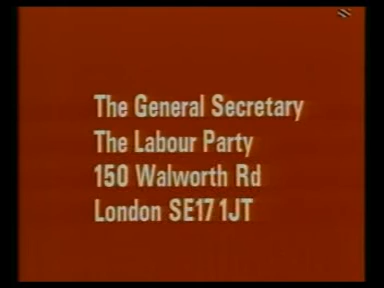 The General Secretary
The Labour Party
150 Walworth Rd
London SE17 1JT